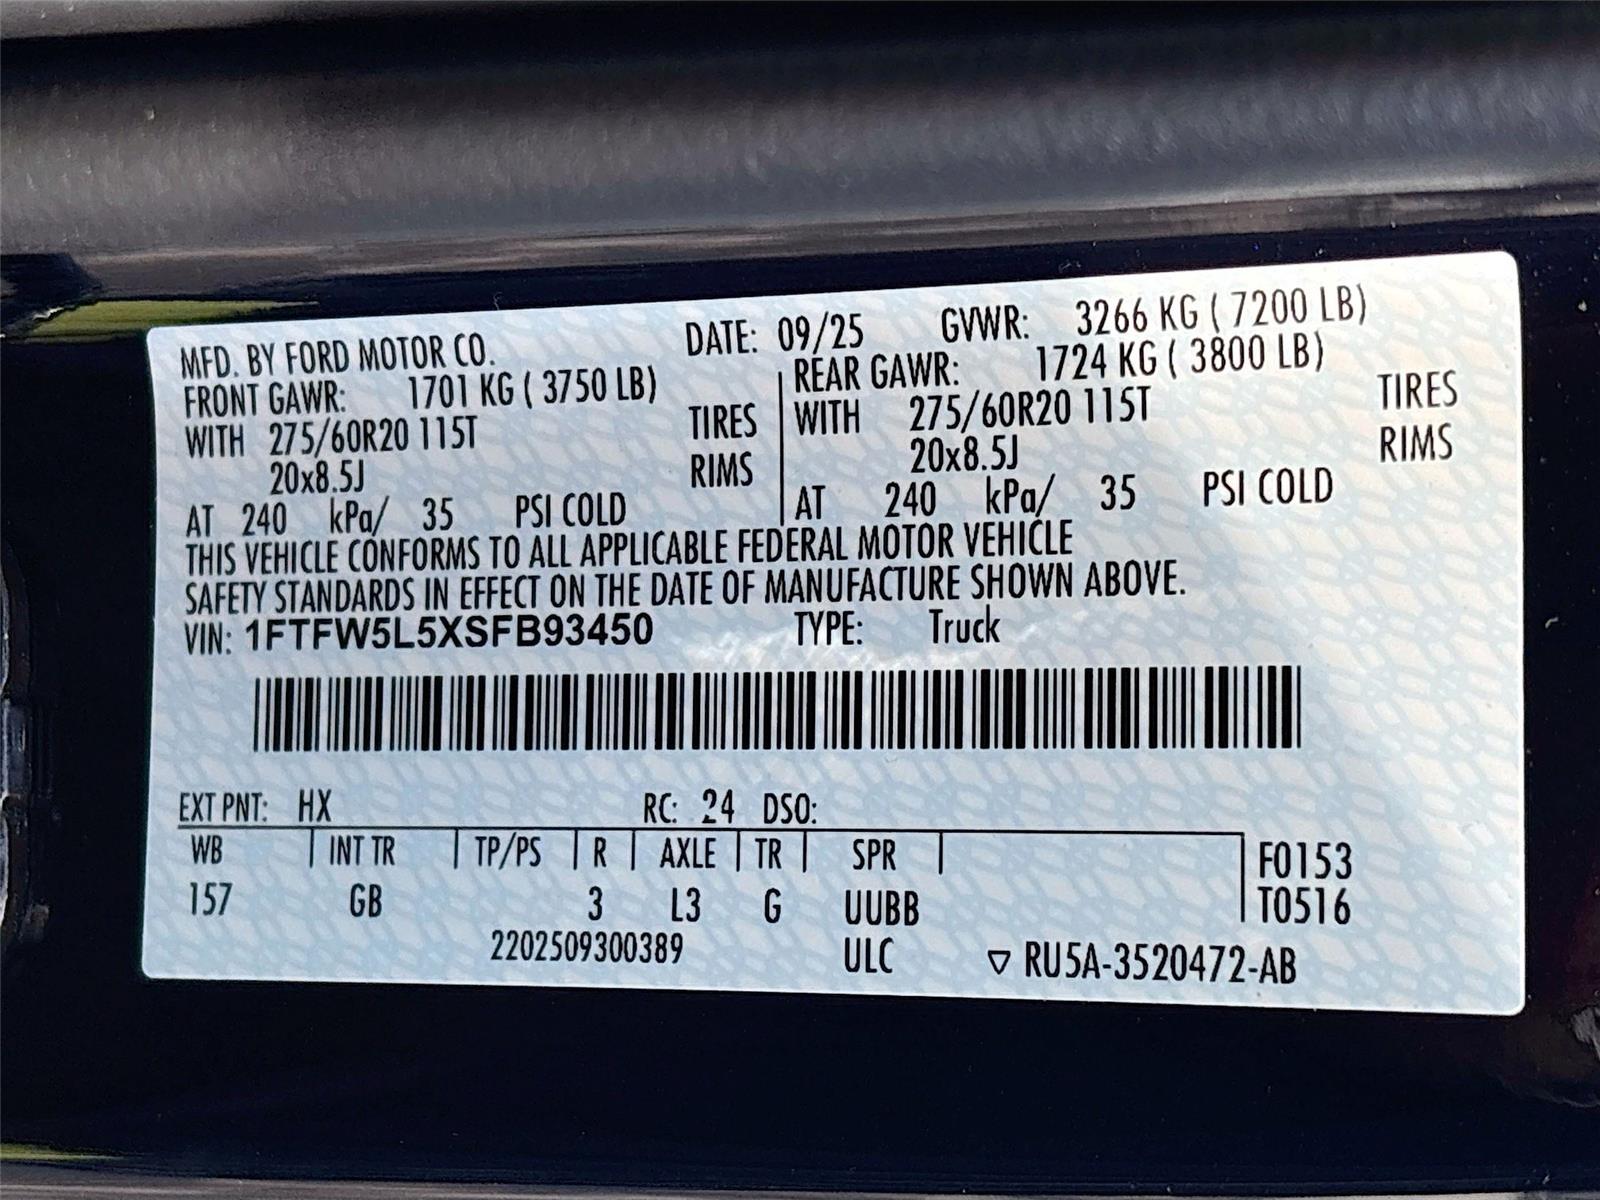 MFD. BY FORD MOTOR CO. DATE: 09/25 GVWR: 3266 KG ( 7200 LB)
FRONT GAWR: 1701 KG ( 3750 LB) REAR GAWR: 1724 KG ( 3800 LB)
WITH 275/60R20 115T TIRES WITH 275/60R20 115T TIRES
20x8.5J RIMS 20x8.5J RIMS
AT 240 kPa/ 35 PSI COLD AT 240 kPa/ 35 PSI COLD
THIS VEHICLE CONFORMS TO ALL APPLICABLE FEDERAL MOTOR VEHICLE
SAFETY STANDARDS IN EFFECT ON THE DATE OF MANUFACTURE SHOWN ABOVE.
VIN: 1FTFW5L5XSFB93450 TYPE: Truck
EXT PNT: HX RC: 24 DSO:
WB INT TR TP/PS R AXLE TR SPR F0153
157 GB 3 L3 G UUBB T0516
2202509300389 ULC ▽ RU5A-3520472-AB